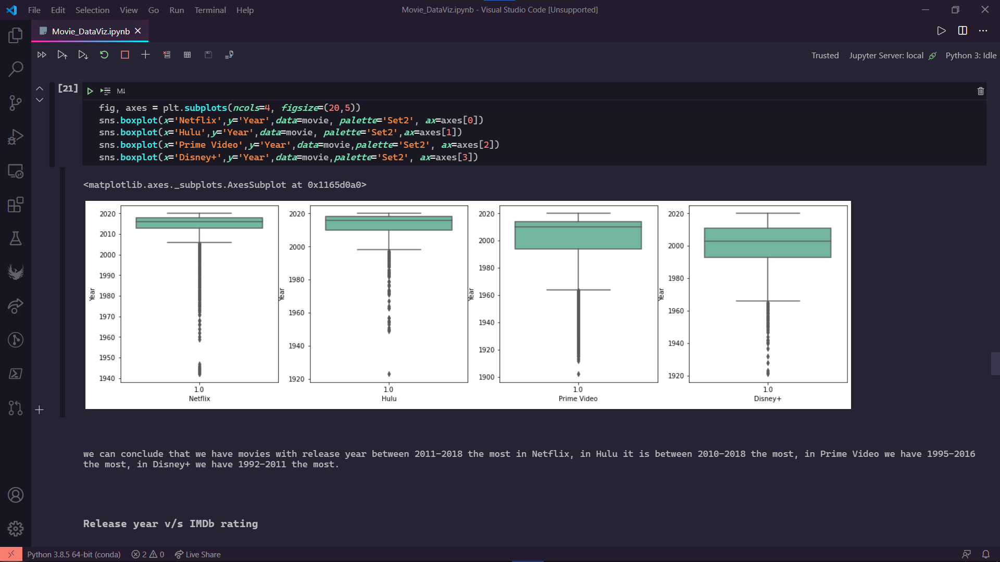 File Edit Selection View Go Run Terminal Help
Movie_DataViz.ipynb - Visual Studio Code [Unsupported]
Movie_DataViz.ipynb
Trusted Jupyter Server: local Python 3: Idle
[21]
M↓
fig, axes = plt.subplots(ncols=4, figsize=(20,5))
sns.boxplot(x='Netflix',y='Year',data=movie, palette='Set2', ax=axes[0])
sns.boxplot(x='Hulu',y='Year',data=movie, palette='Set2',ax=axes[1])
sns.boxplot(x='Prime Video',y='Year',data=movie,palette='Set2', ax=axes[2])
sns.boxplot(x='Disney+',y='Year',data=movie,palette='Set2', ax=axes[3])
<matplotlib.axes._subplots.AxesSubplot at 0x1165d0a0>
2020
2010
2000
1990
1980
1970
1960
1950
1940
Year
1.0
Netflix
2020
2000
1980
1960
1940
1920
Year
1.0
Hulu
2020
2000
1980
1960
1940
1920
1900
Year
1.0
Prime Video
2020
2000
1980
1960
1940
1920
Year
1.0
Disney+
we can conclude that we have movies with release year between 2011-2018 the most in Netflix, in Hulu it is between 2010-2018 the most, in Prime Video we have 1995-2016
the most, in Disney+ we have 1992-2011 the most.
Release year v/s IMDb rating
Python 3.8.5 64-bit (conda) 2 0 Live Share